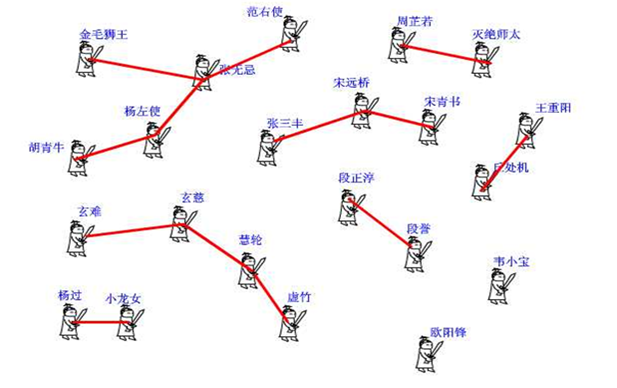 范右使
金毛狮王
周芷若
灭绝师太
张无忌
宋远桥
杨左使
张三丰
宋青书
王重阳
胡青牛
丘处机
段正淳
玄慈
玄难
段誉
慧轮
韦小宝
杨过
小龙女
虚竹
欧阳锋